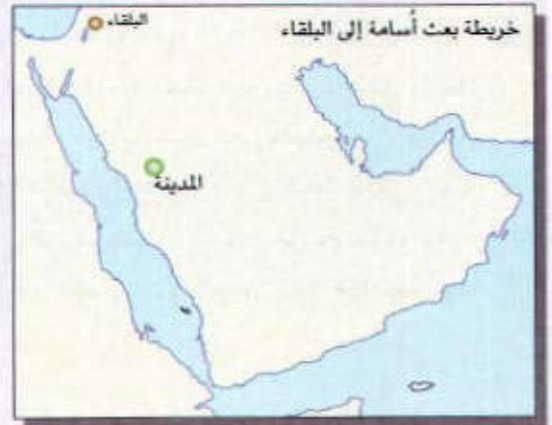 خريطة بعث أسامة إلى البلقاء
البلقاء
المدينة